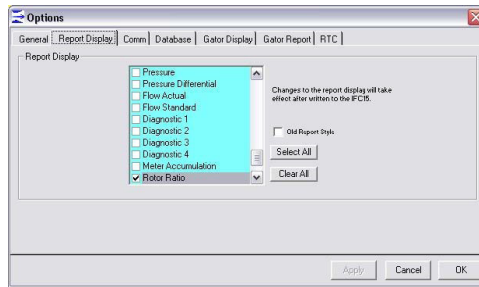 Options
General Report Display Comm Database Gator Display Gator Report RTC
Report Display
Pressure
Pressure Differential
Flow Actual
Flow Standard
Diagnostic 1
Diagnostic 2
Diagnostic 3
Diagnostic 4
Meter Accumulation
Rotor Ratio
Changes to the report display will take
effect after written to the IFC15.
Old Report Style
Select All
Clear All
Apply Cancel OK